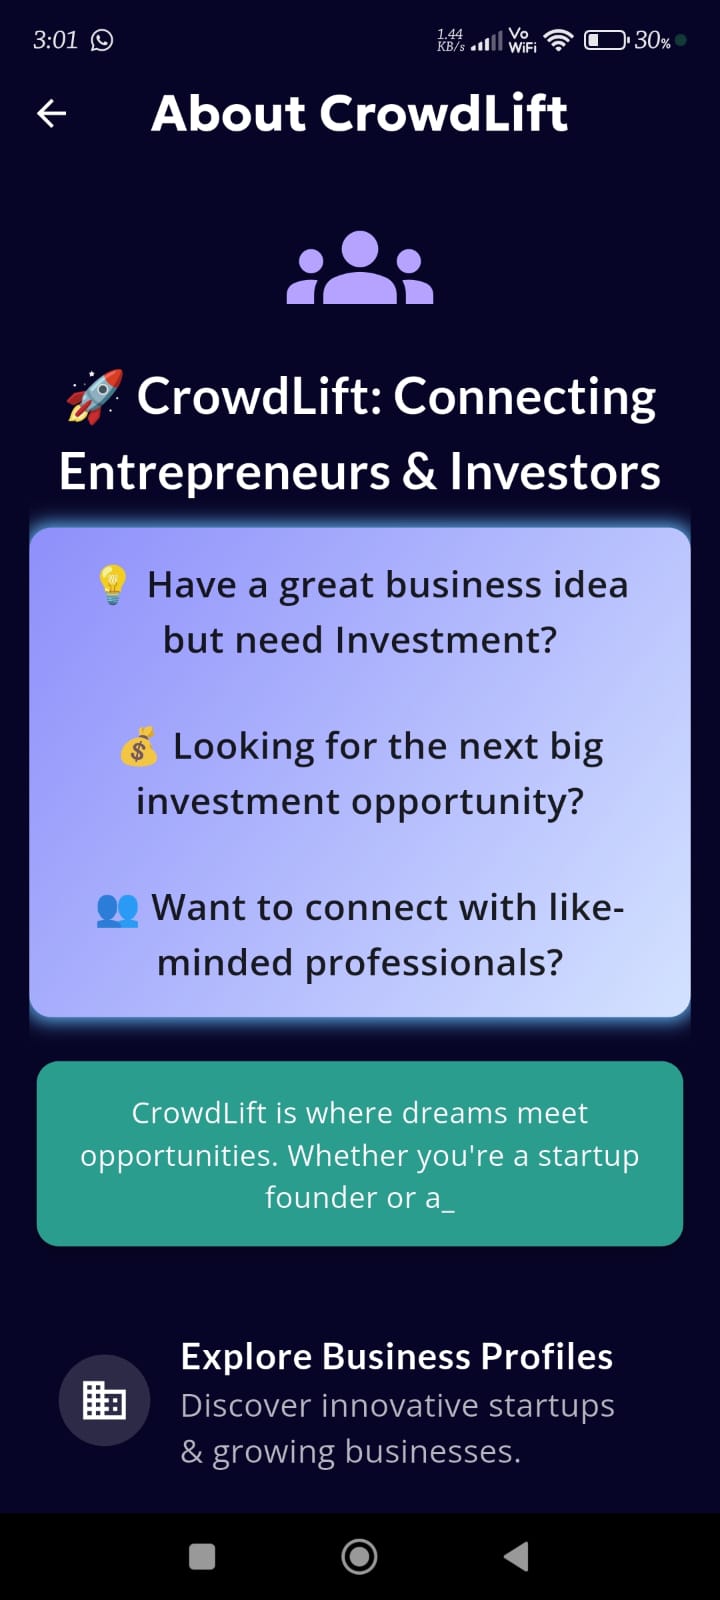 3:01 1.44 KB/s Vo WiFi 30%
About CrowdLift
🚀 CrowdLift: Connecting
Entrepreneurs & Investors
💡 Have a great business idea
but need Investment?
💰 Looking for the next big
investment opportunity?
👥 Want to connect with like-
minded professionals?
CrowdLift is where dreams meet
opportunities. Whether you're a startup
founder or a_
Explore Business Profiles
Discover innovative startups
& growing businesses.